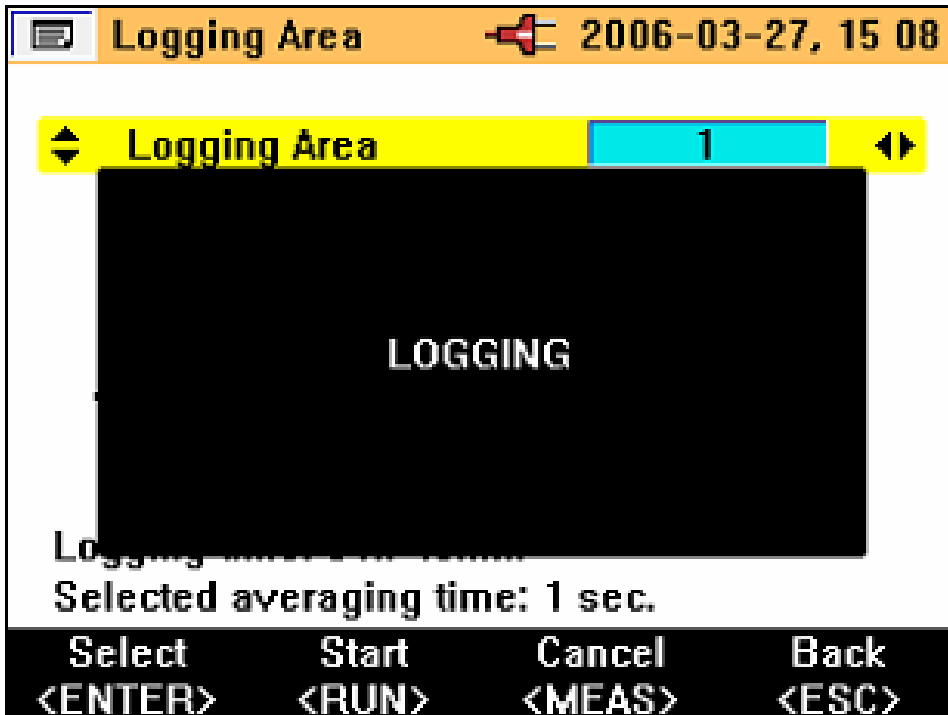 Logging Area 2006-03-27, 15 08
Logging Area 1
LOGGING
Logging
Selected averaging time: 1 sec.
Select Start Cancel Back
<ENTER> <RUN> <MEAS> <ESC>